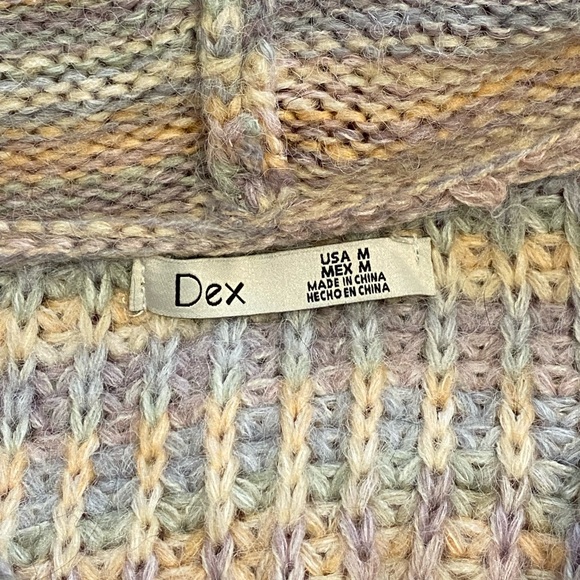 Dex
USA M
MEX M
MADE IN CHINA
HECHO EN CHINA